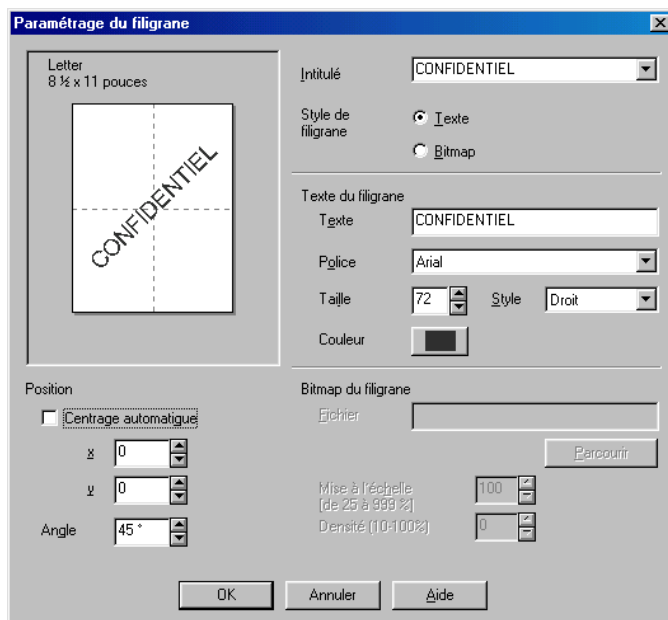 Paramétrage du filigrane
Letter
8 ½ x 11 pouces
CONFIDENTIEL
Intitulé CONFIDENTIEL
Style de
filigrane
Texte
Bitmap
Texte du filigrane
Texte CONFIDENTIEL
Police Arial
Taille 72 Style Droit
Couleur
Position
Centrage automatique
x 0
y 0
Angle 45 °
Bitmap du filigrane
Fichier
Parcourir
Mise à l'échelle
[de 25 à 999 %] 100
Densité (10-100%) 0
OK Annuler Aide